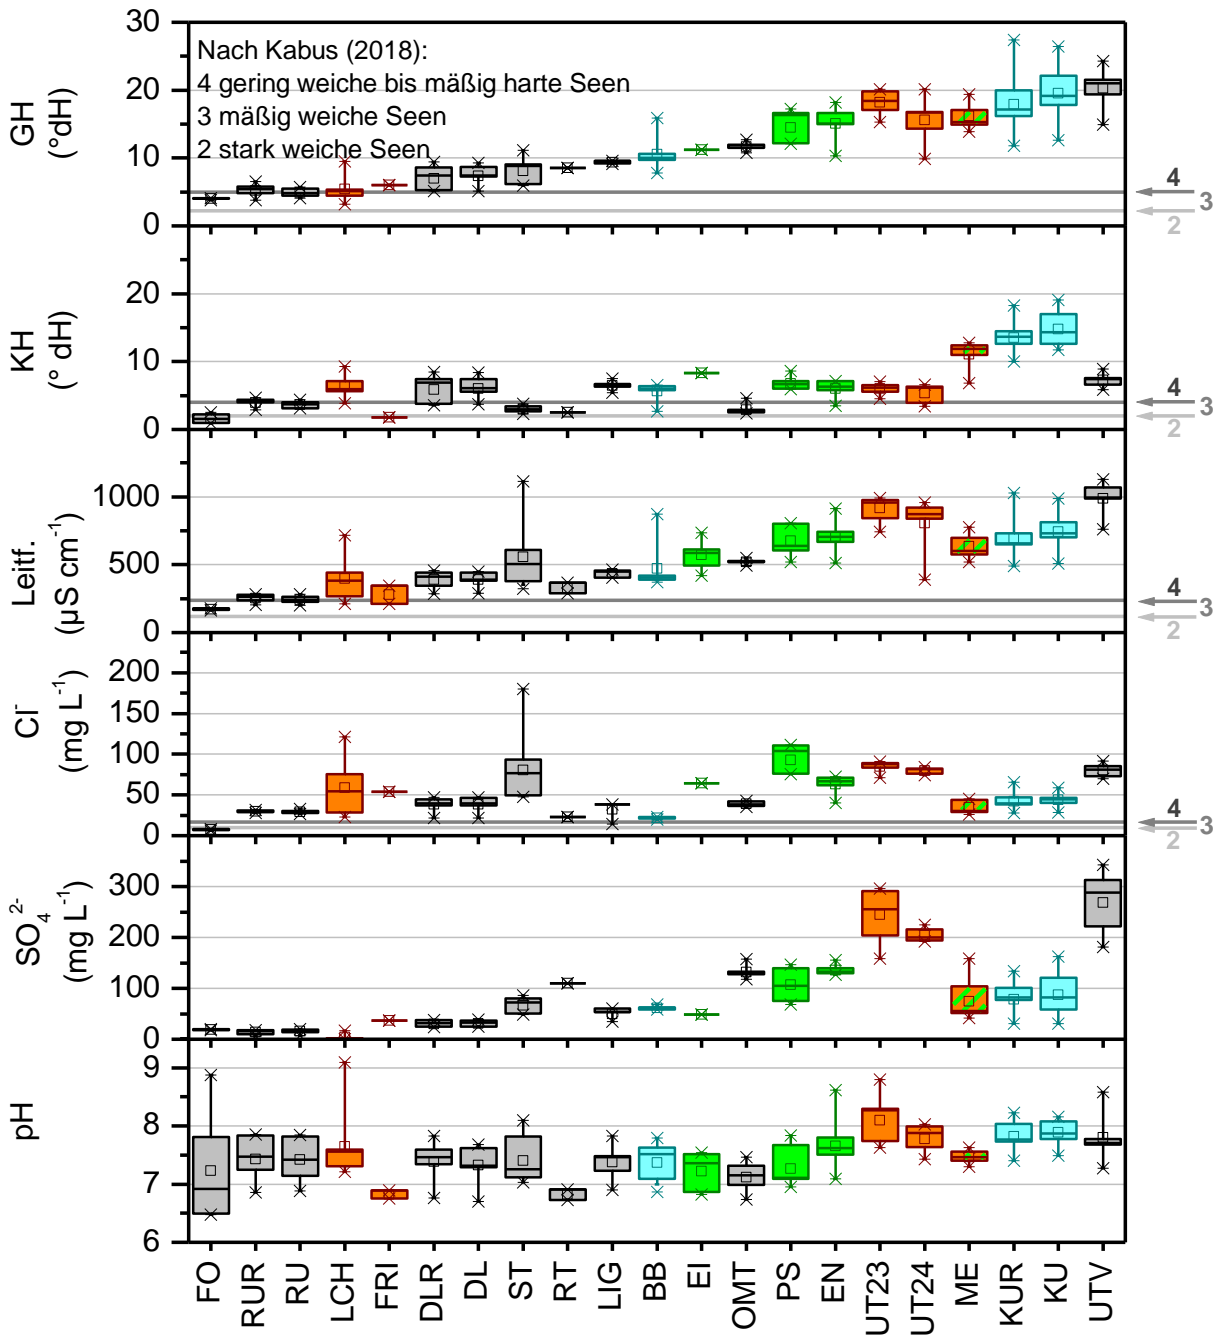 30
20
10
0
GH
(°dH)
Nach Kabus (2018):
4 gering weiche bis mäßig harte Seen
3 mäßig weiche Seen
2 stark weiche Seen
4
3
2
20
10
0
KH
(° dH)
4
3
2
1000
500
0
Leitf.
(µS cm⁻¹)
4
3
2
200
150
100
50
0
Cl⁻
(mg L⁻¹)
4
3
2
300
200
100
0
SO₄²⁻
(mg L⁻¹)
9
8
7
6
pH
FO
RUR
RU
LCH
FRI
DLR
DL
ST
RT
LIG
BB
EI
OMT
PS
EN
UT23
UT24
ME
KUR
KU
UTV